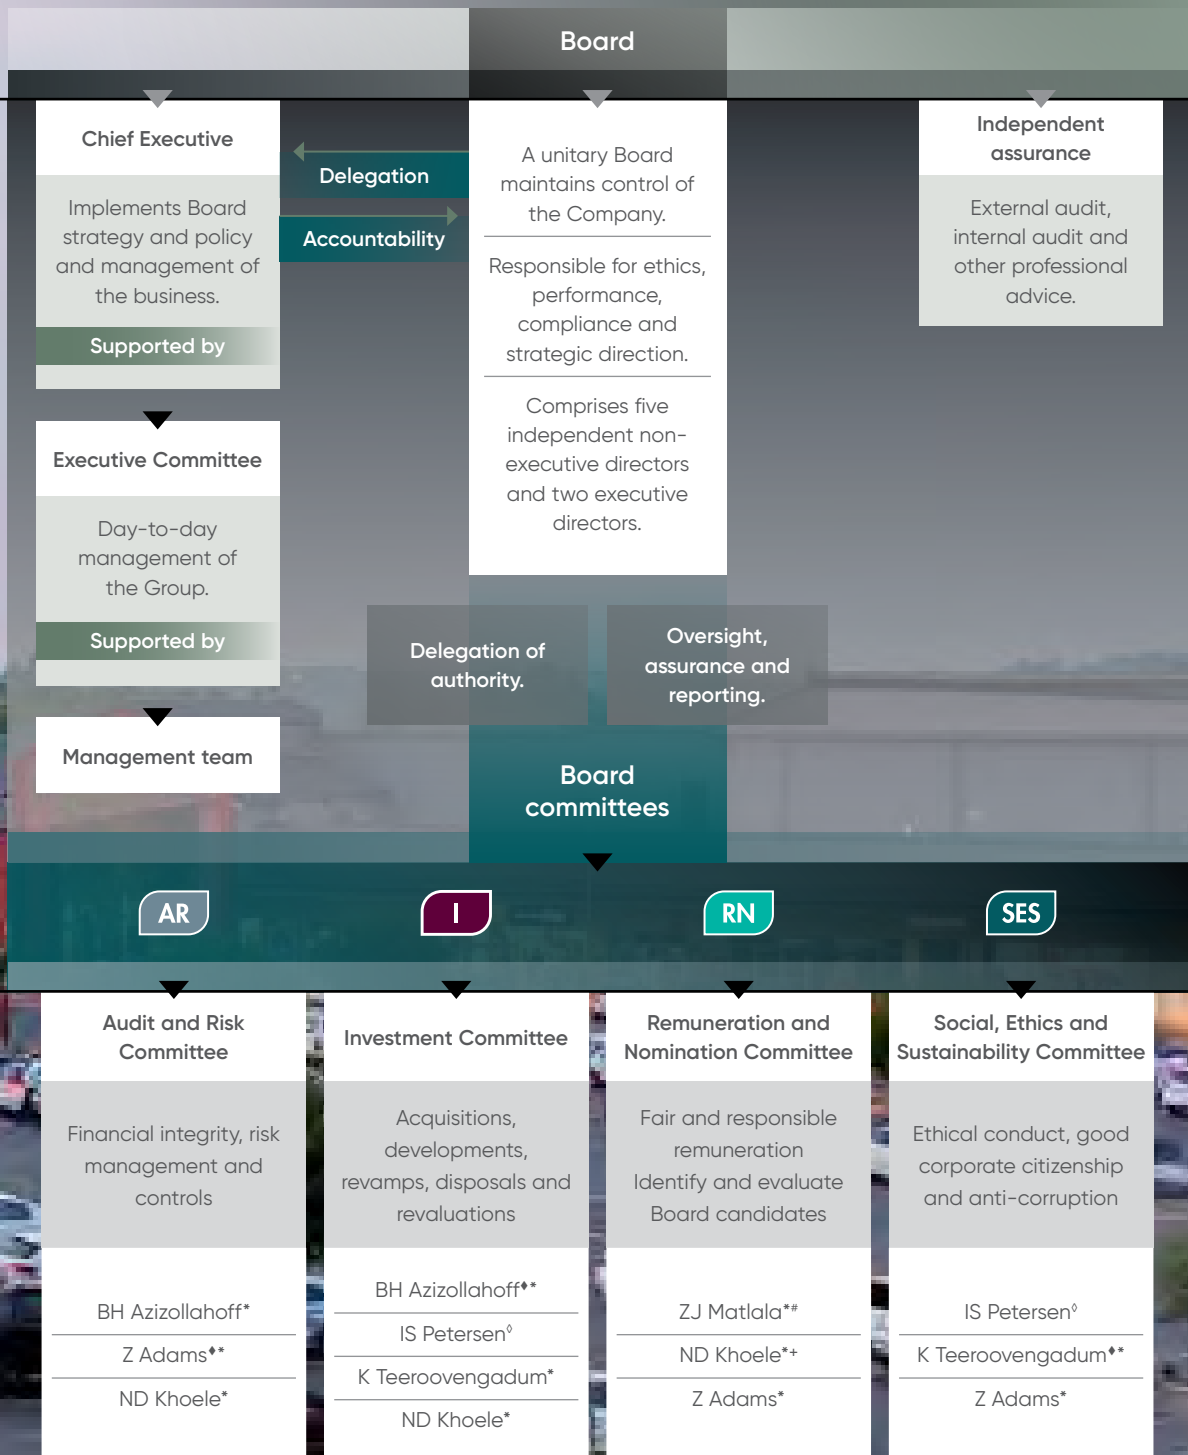 Board
Chief Executive
Implements Board
strategy and policy
and management of
the business.
Supported by
Executive Committee
Day-to-day
management of
the Group.
Supported by
Management team
Delegation
Accountability
A unitary Board
maintains control of
the Company.
Responsible for ethics,
performance,
compliance and
strategic direction.
Comprises five
independent non-
executive directors
and two executive
directors.
Independent
assurance
External audit,
internal audit and
other professional
advice.
Delegation of
authority.
Oversight,
assurance and
reporting.
Board
committees
AR
I
RN
SES
Audit and Risk
Committee
Financial integrity, risk
management and
controls
BH Azizollahoff*
Z Adams♦*
ND Khoele*
Investment Committee
Acquisitions,
developments,
revamps, disposals and
revaluations
BH Azizollahoff♦*
IS Petersen◊
K Teeroovengadum*
ND Khoele*
Remuneration and
Nomination Committee
Fair and responsible
remuneration
Identify and evaluate
Board candidates
ZJ Matlala*#
ND Khoele*+
Z Adams*
Social, Ethics and
Sustainability Committee
Ethical conduct, good
corporate citizenship
and anti-corruption
IS Petersen◊
K Teeroovengadum♦*
Z Adams*